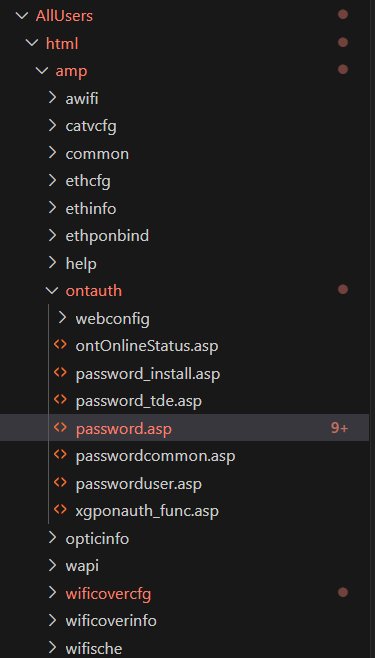 AllUsers
html
amp
awifi
catvcfg
common
ethcfg
ethinfo
ethponbind
help
ontauth
webconfig
ontOnlineStatus.asp
password_install.asp
password_tde.asp
password.asp 9+
passwordcommon.asp
passworduser.asp
xgponauth_func.asp
opticinfo
wapi
wificovercfg
wificoverinfo
wifische